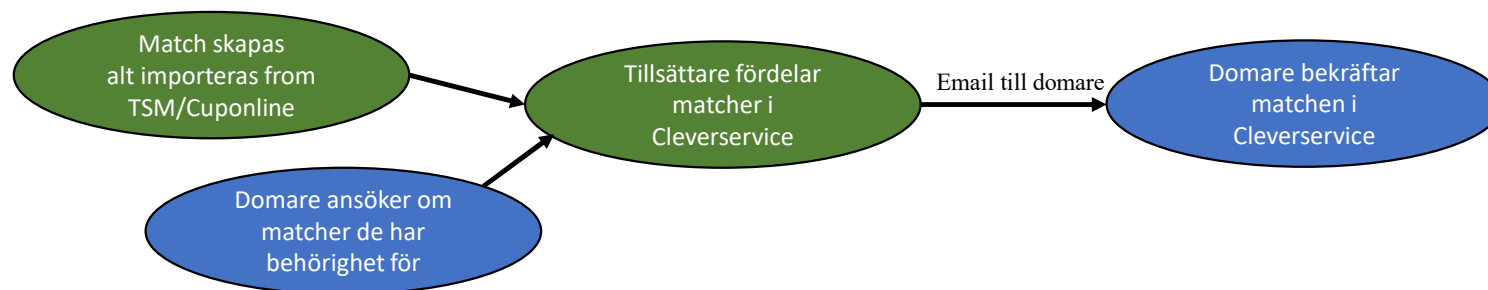 Match skapas
alt importeras from
TSM/Cuponline
Tillsättare fördelar
matcher i
Cleverservice
Email till domare
Domare bekräftar
matchen i
Cleverservice
Domare ansöker om
matcher de har
behörighet för